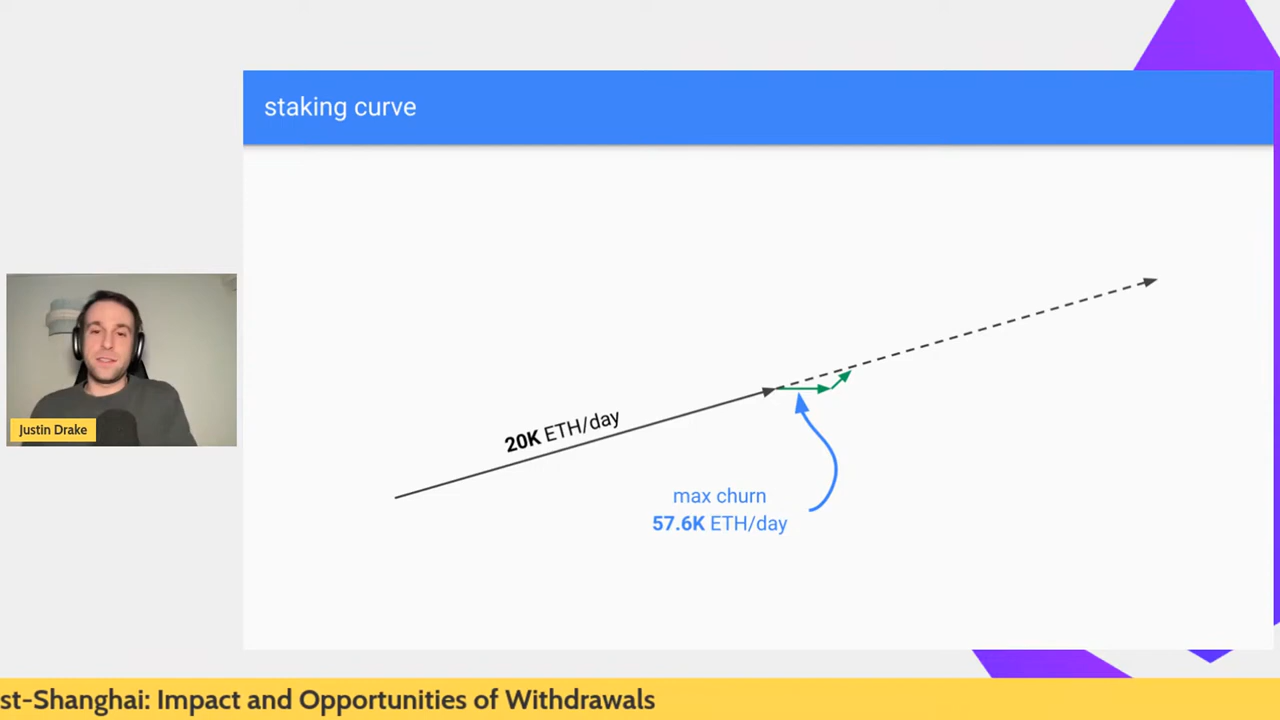 staking curve
20K ETH/day
max churn
57.6K ETH/day
Justin Drake
st-Shanghai: Impact and Opportunities of Withdrawals